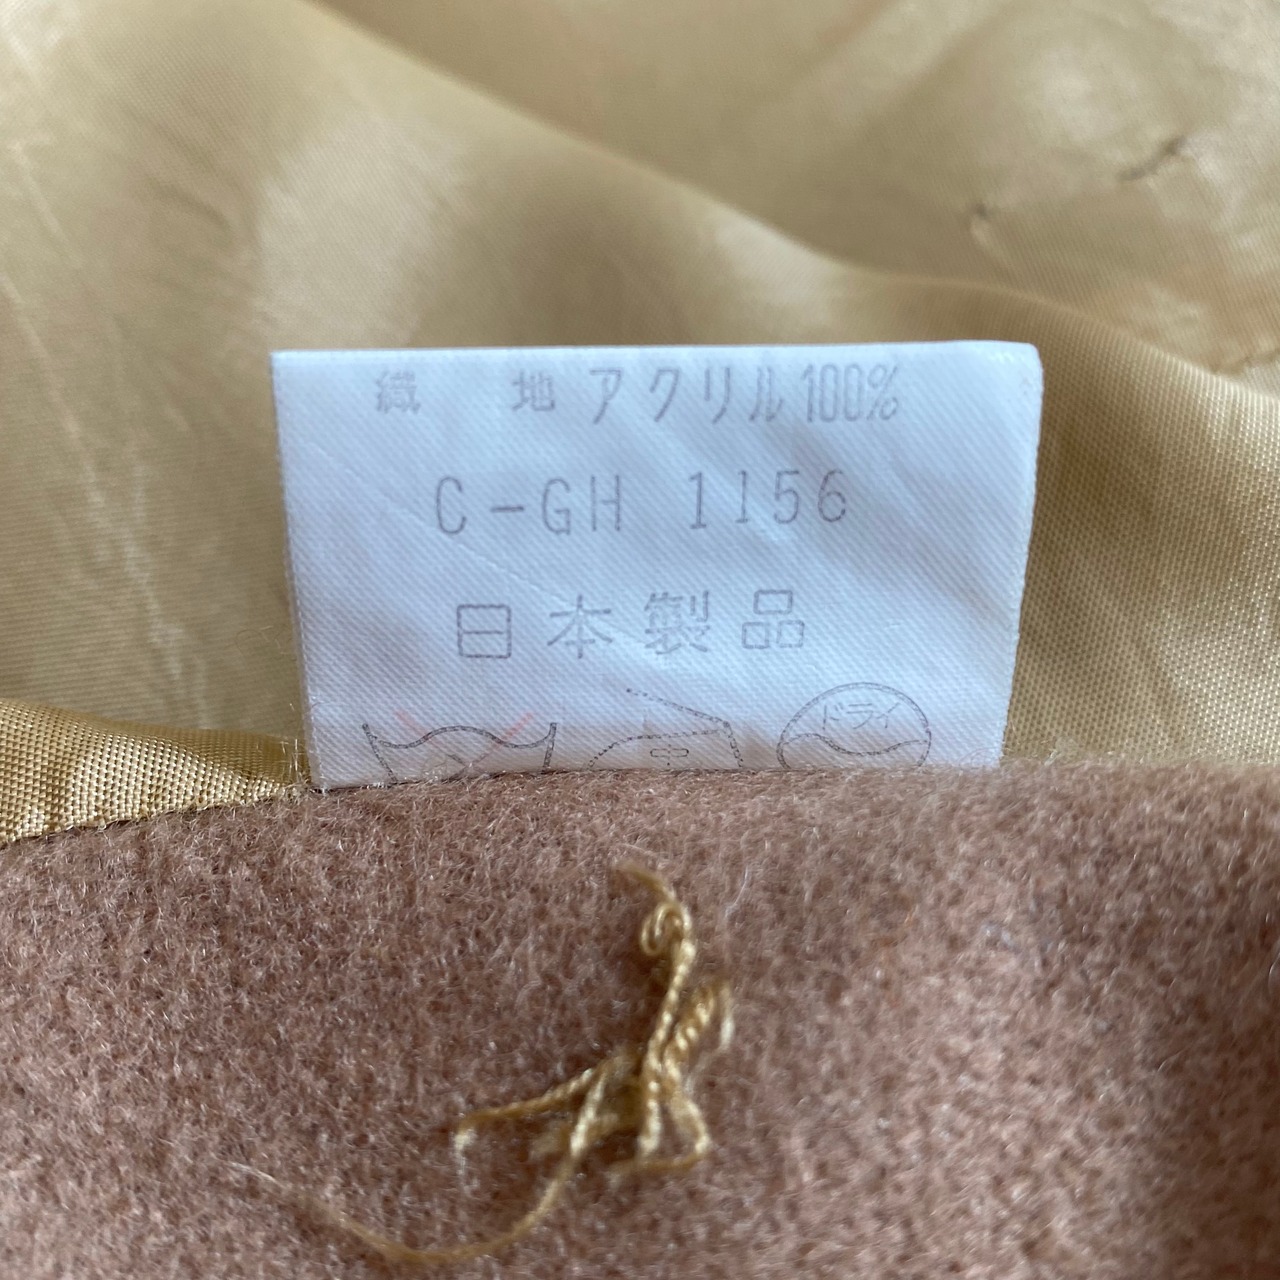 織 地 アクリル100%
C-GH 1156
日本製品
中 ドライ